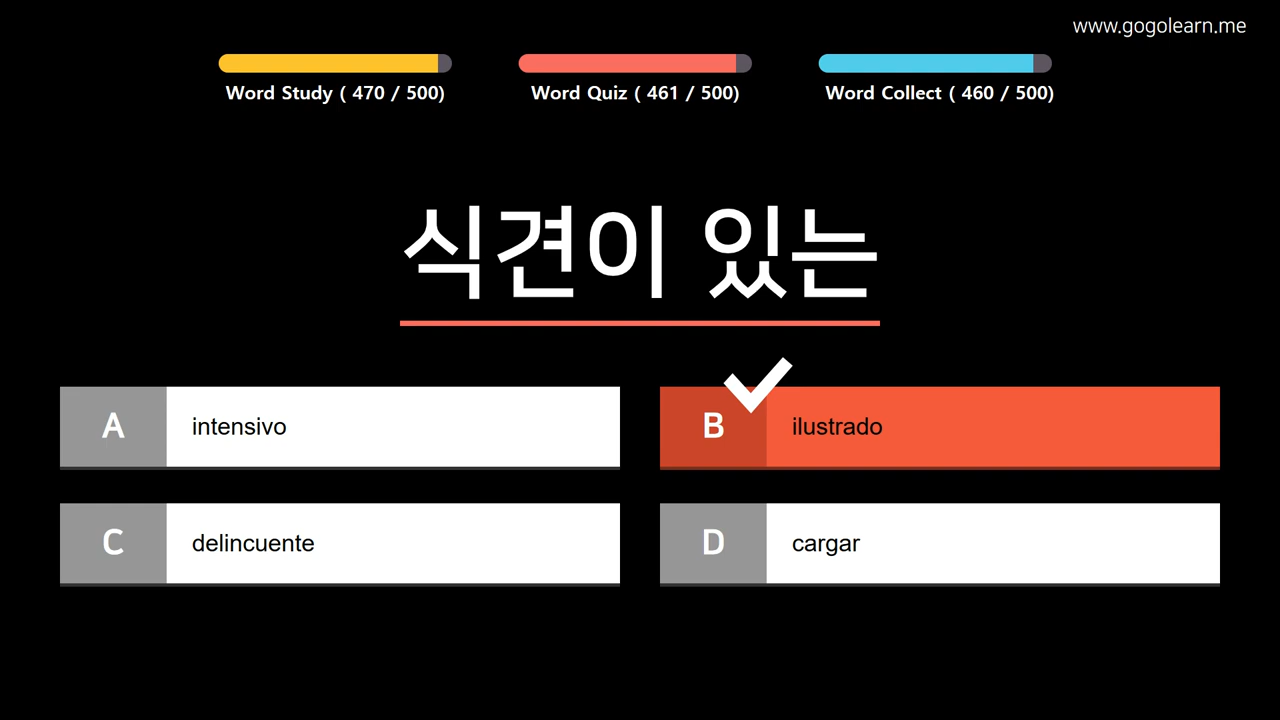 www.gogolearn.me
Word Study ( 470 / 500)
Word Quiz ( 461 / 500)
Word Collect ( 460 / 500)
식견이 있는
A intensivo
B ilustrado
C delincuente
D cargar